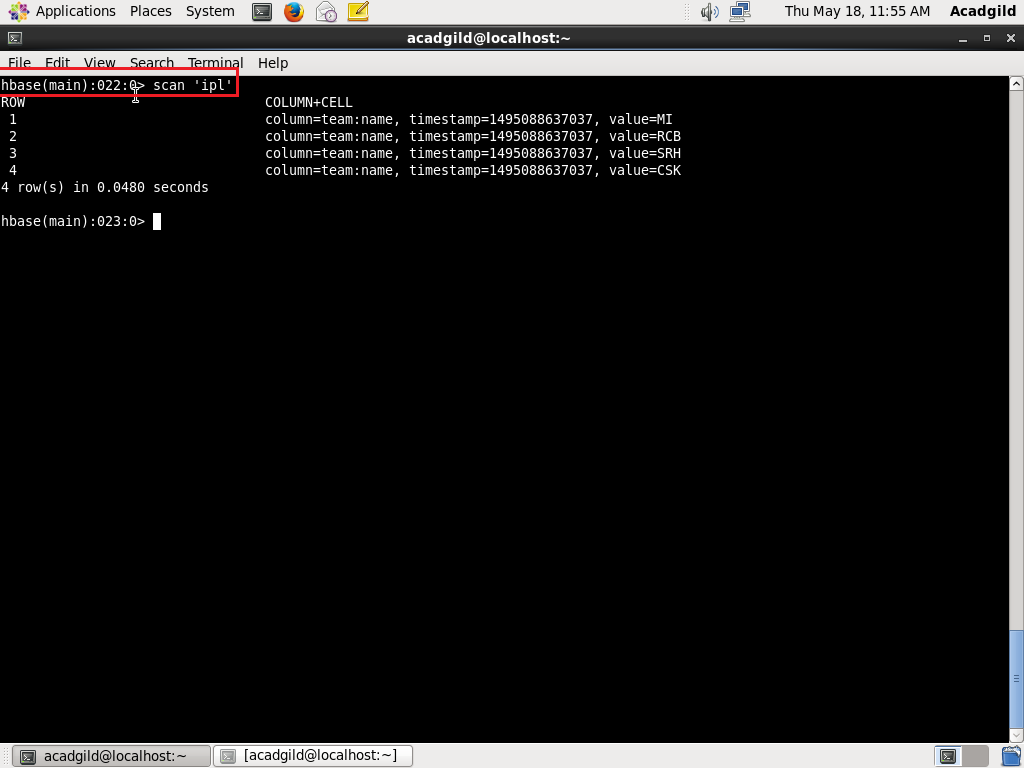 Applications Places System Thu May 18, 11:55 AM Acadgild
acadgild@localhost:~
File Edit View Search Terminal Help
hbase(main):022:0> scan 'ipl'
ROW COLUMN+CELL
1 column=team:name, timestamp=1495088637037, value=MI
2 column=team:name, timestamp=1495088637037, value=RCB
3 column=team:name, timestamp=1495088637037, value=SRH
4 column=team:name, timestamp=1495088637037, value=CSK
4 row(s) in 0.0480 seconds
hbase(main):023:0>
acadgild@localhost:~ [acadgild@localhost:~]